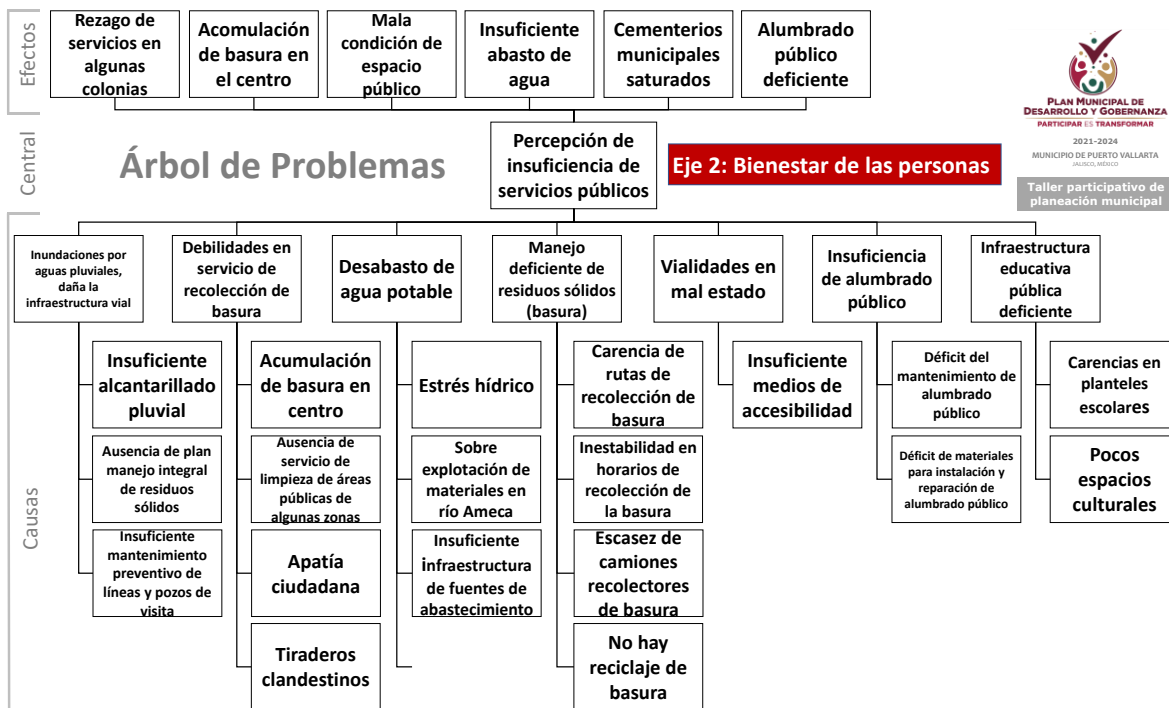 Efectos
Rezago de
servicios en
algunas
colonias
Acomulación
de basura en
el centro
Mala
condición de
espacio
público
Insuficiente
abasto de
agua
Cementerios
municipales
saturados
Alumbrado
público
deficiente
PLAN MUNICIPAL DE
DESARROLLO Y GOBERNANZA
PARTICIPAR ES TRANSFORMAR
2021-2024
MUNICIPIO DE PUERTO VALLARTA
JALISCO, MÉXICO
Taller participativo de
planeación municipal
Central
Árbol de Problemas
Percepción de
insuficiencia de
servicios públicos
Eje 2: Bienestar de las personas
Causas
Inundaciones por
aguas pluviales,
daña la
infraestructura vial
Insuficiente
alcantarillado
pluvial
Ausencia de plan
manejo integral
de residuos
sólidos
Insuficiente
mantenimiento
preventivo de
líneas y pozos de
visita
Debilidades en
servicio de
recolección de
basura
Acumulación
de basura en
centro
Ausencia de
servicio de
limpieza de áreas
públicas de
algunas zonas
Apatía
ciudadana
Tiraderos
clandestinos
Desabasto de
agua potable
Estrés hídrico
Sobre
explotación de
materiales en
río Ameca
Insuficiente
infraestructura
de fuentes de
abastecimiento
Manejo
deficiente de
residuos sólidos
(basura)
Carencia de
rutas de
recolección de
basura
Inestabilidad en
horarios de
recolección de
la basura
Escasez de
camiones
recolectores
de basura
No hay
reciclaje de
basura
Vialidades en
mal estado
Insuficiente
medios de
accesibilidad
Insuficiencia
de alumbrado
público
Déficit del
mantenimiento de
alumbrado
público
Déficit de materiales
para instalación y
reparación de
alumbrado público
Infraestructura
educativa
pública
deficiente
Carencias en
planteles
escolares
Pocos
espacios
culturales